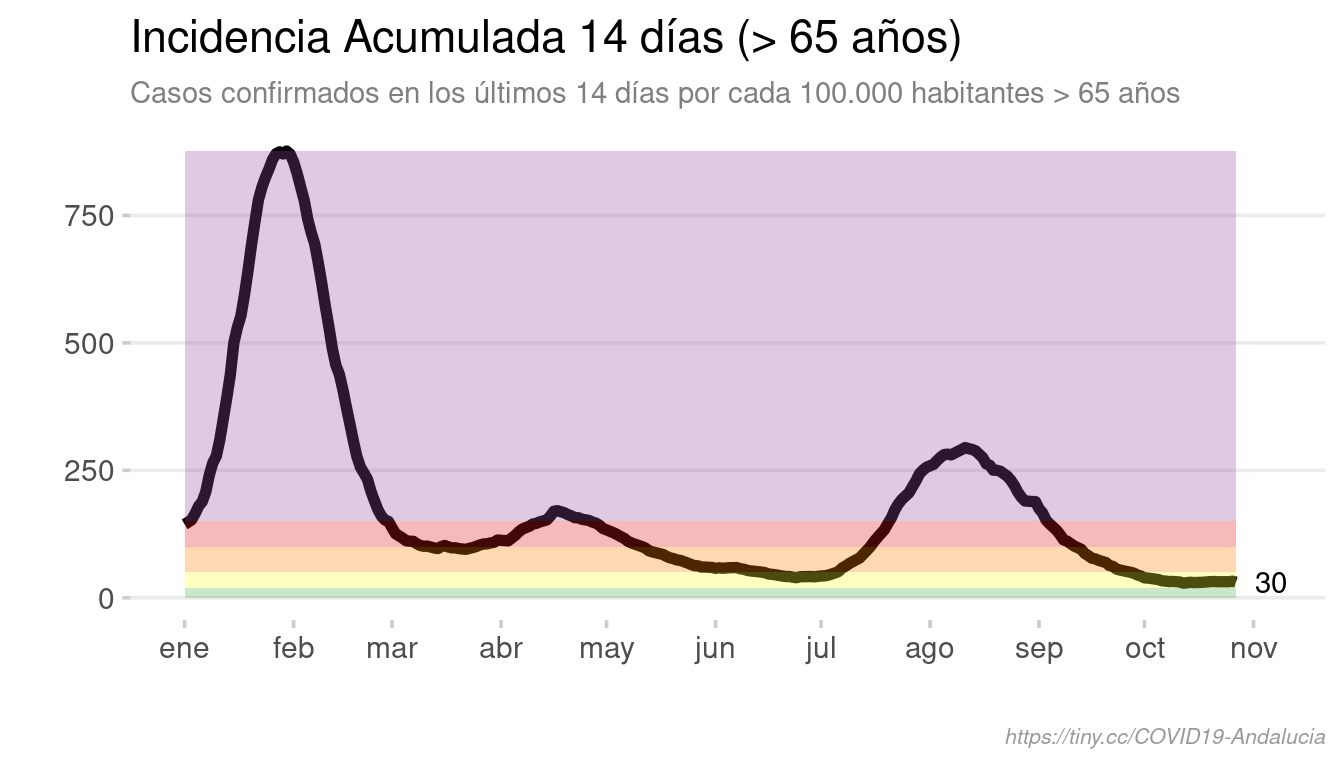 Incidencia Acumulada 14 días (> 65 años)
Casos confirmados en los últimos 14 días por cada 100.000 habitantes > 65 años
750
500
250
0
30
ene feb mar abr may jun jul ago sep oct nov
https://tiny.cc/COVID19-Andalucia